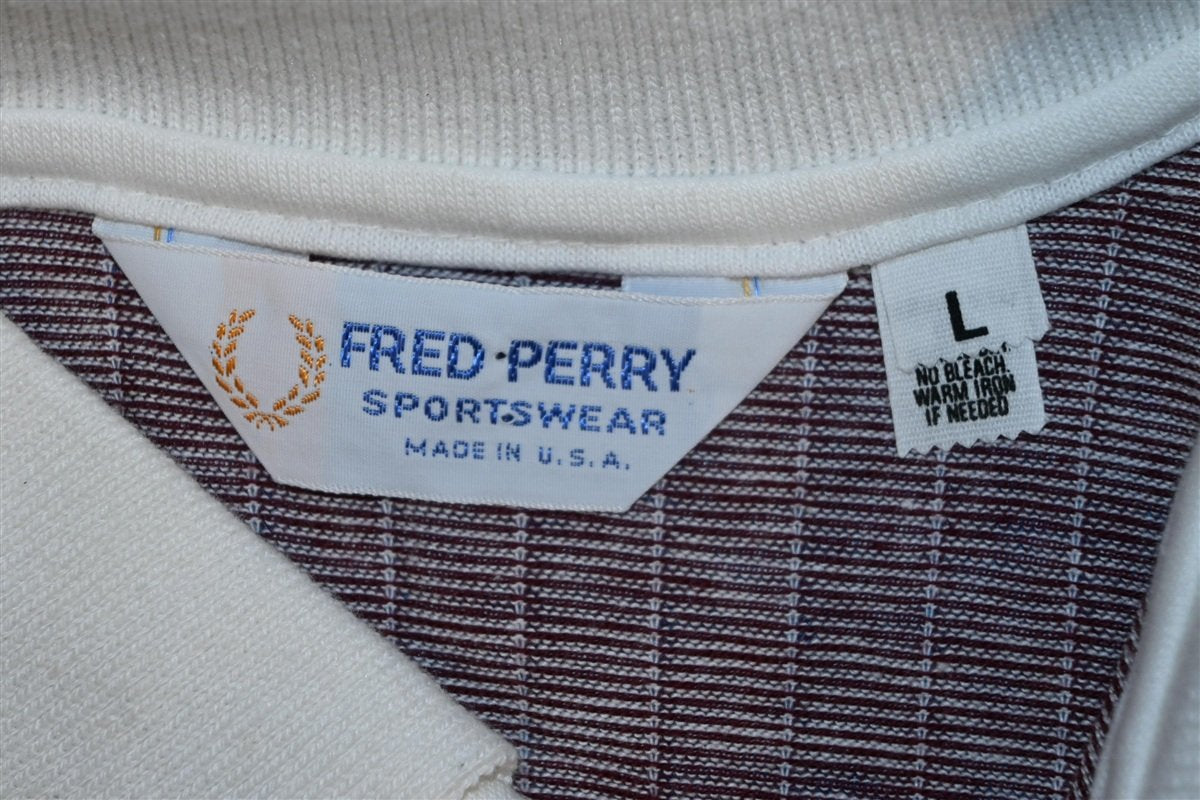 FRED·PERRY
SPORTSWEAR
MADE IN U.S.A.
L
NO BLEACH.
WARM IRON
IF NEEDED